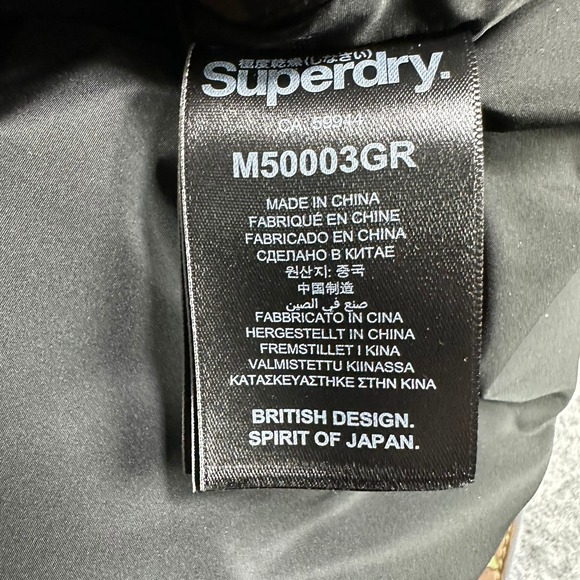 極度乾燥(しなさい)
Superdry.
CA: 59944
M50003GR
MADE IN CHINA
FABRIQUÉ EN CHINE
FABRICADO EN CHINA
СДЕЛАНО В КИТАЕ
원산지: 중국
中国制造
صنع في الصين
FABBRICATO IN CINA
HERGESTELLT IN CHINA
FREMSTILLET I KINA
VALMISTETTU KIINASSA
ΚΑΤΑΣΚΕΥΑΣΤΗΚΕ ΣΤΗΝ ΚΙΝΑ
BRITISH DESIGN.
SPIRIT OF JAPAN.